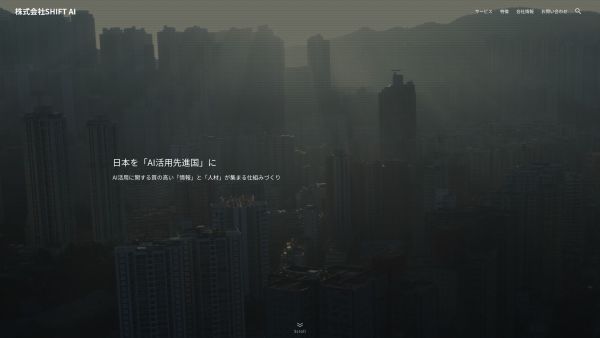 株式会社SHIFT AI
サービス 特徴 会社情報 お問い合わせ
日本を「AI活用先進国」に
AI活用に関する質の高い「情報」と「人材」が集まる仕組みづくり
Scroll